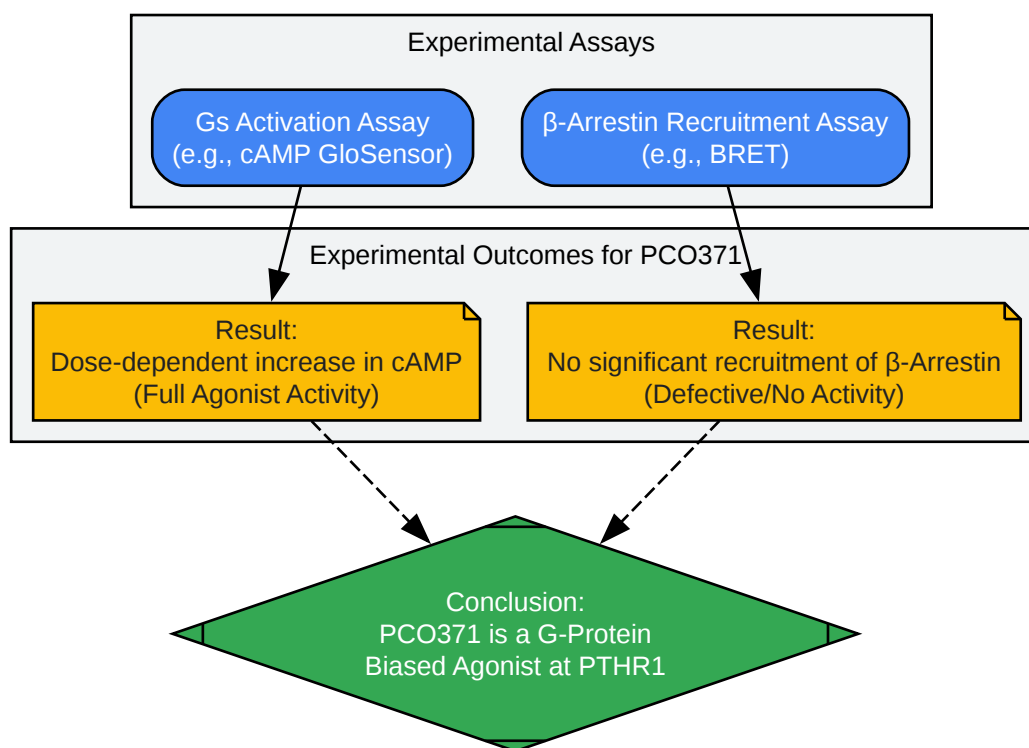 Experimental Assays
Gs Activation Assay
(e.g., cAMP GloSensor)
β-Arrestin Recruitment Assay
(e.g., BRET)
Experimental Outcomes for PCO371
Result:
Dose-dependent increase in cAMP
(Full Agonist Activity)
Result:
No significant recruitment of β-Arrestin
(Defective/No Activity)
Conclusion:
PCO371 is a G-Protein
Biased Agonist at PTHR1